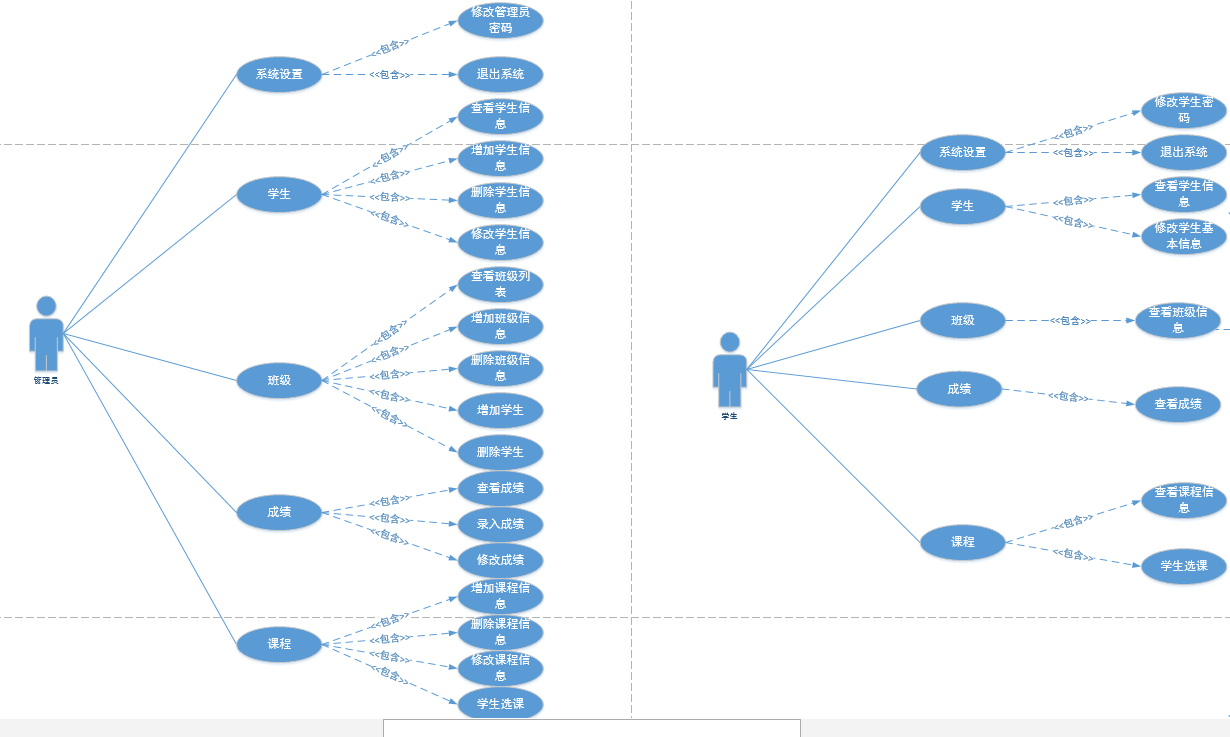 修改管理员
密码
<<包含>>
系统设置
<<包含>>
退出系统
查看学生信
息
<<包含>>
增加学生信
息
<<包含>>
学生
<<包含>>
删除学生信
息
<<包含>>
修改学生信
息
查看班级列
表
<<包含>>
增加班级信
息
<<包含>>
管理员
班级
<<包含>>
删除班级信
息
<<包含>>
增加学生
<<包含>>
删除学生
查看成绩
<<包含>>
成绩
<<包含>>
录入成绩
<<包含>>
修改成绩
增加课程信
息
<<包含>>
删除课程信
息
<<包含>>
课程
<<包含>>
修改课程信
息
<<包含>>
学生选课
修改学生密
码
<<包含>>
系统设置
<<包含>>
退出系统
查看学生信
息
<<包含>>
学生
<<包含>>
修改学生基
本信息
班级
<<包含>>
查看班级信
息
学生
成绩
<<包含>>
查看成绩
查看课程信
息
<<包含>>
课程
<<包含>>
学生选课